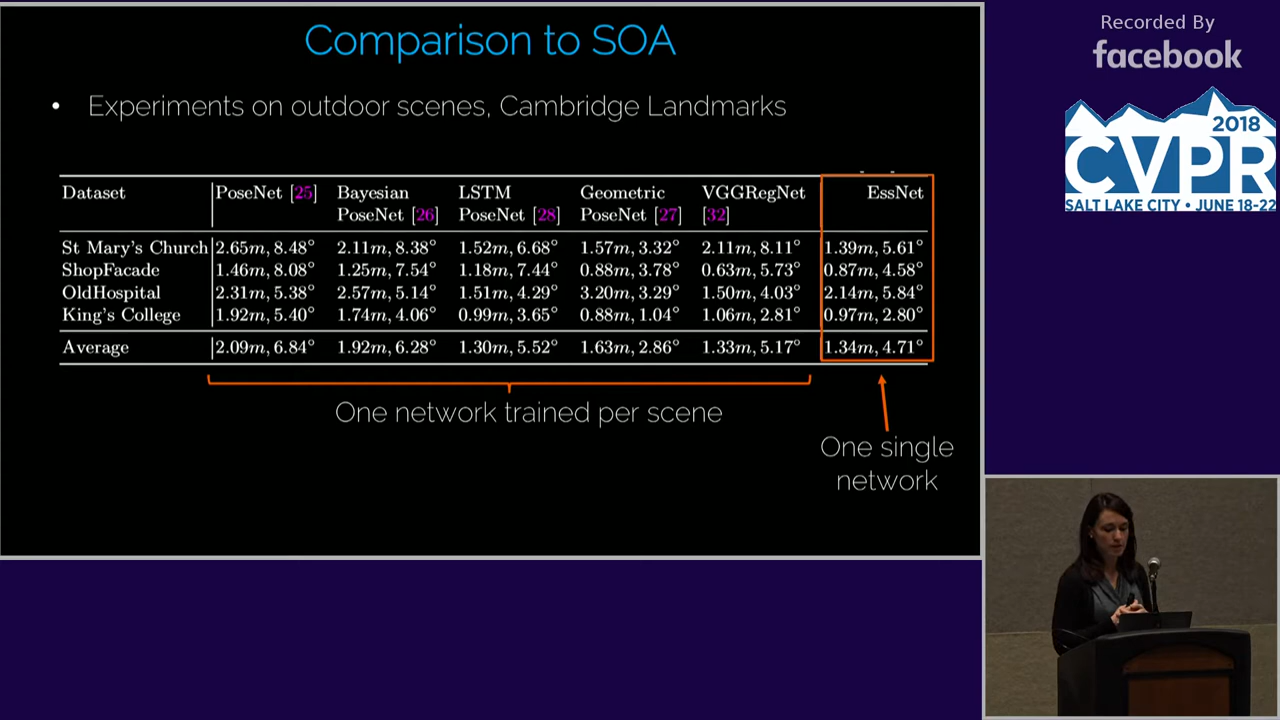 Comparison to SOA
• Experiments on outdoor scenes, Cambridge Landmarks
Dataset PoseNet [25] Bayesian PoseNet [26] LSTM PoseNet [28] Geometric PoseNet [27] VGGRegNet [32] EssNet
St Mary's Church 2.65m, 8.48° 2.11m, 8.38° 1.52m, 6.68° 1.57m, 3.32° 2.11m, 8.11° 1.39m, 5.61°
ShopFacade 1.46m, 8.08° 1.25m, 7.54° 1.18m, 7.44° 0.88m, 3.78° 0.63m, 5.73° 0.87m, 4.58°
OldHospital 2.31m, 5.38° 2.57m, 5.14° 1.51m, 4.29° 3.20m, 3.29° 1.50m, 4.03° 2.14m, 5.84°
King's College 1.92m, 5.40° 1.74m, 4.06° 0.99m, 3.65° 0.88m, 1.04° 1.06m, 2.81° 0.97m, 2.80°
Average 2.09m, 6.84° 1.92m, 6.28° 1.30m, 5.52° 1.63m, 2.86° 1.33m, 5.17° 1.34m, 4.71°
One network trained per scene
One single
network
Recorded By
facebook
2018
CVPR
SALT LAKE CITY • JUNE 18-22